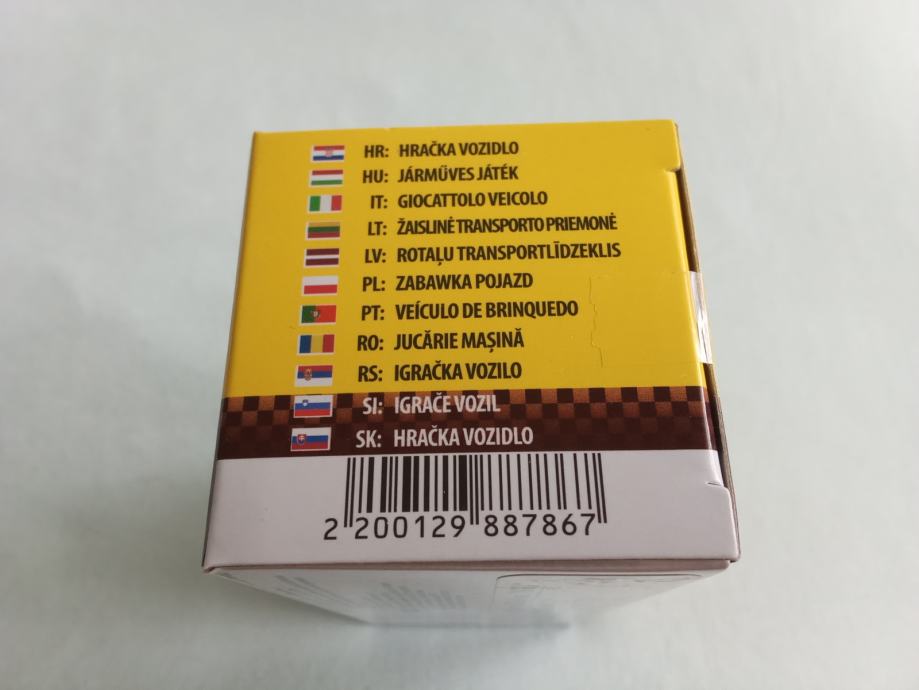 HR: HRAČKA VOZIDLO
HU: JÁRMŰVES JÁTÉK
IT: GIOCATTOLO VEICOLO
LT: ŽAISLINĖ TRANSPORTO PRIEMONĖ
LV: ROTAĻU TRANSPORTLĪDZEKLIS
PL: ZABAWKA POJAZD
PT: VEÍCULO DE BRINQUEDO
RO: JUCĂRIE MAȘINĂ
RS: IGRAČKA VOZILO
SI: IGRAČE VOZIL
SK: HRAČKA VOZIDLO
2 200129 887867